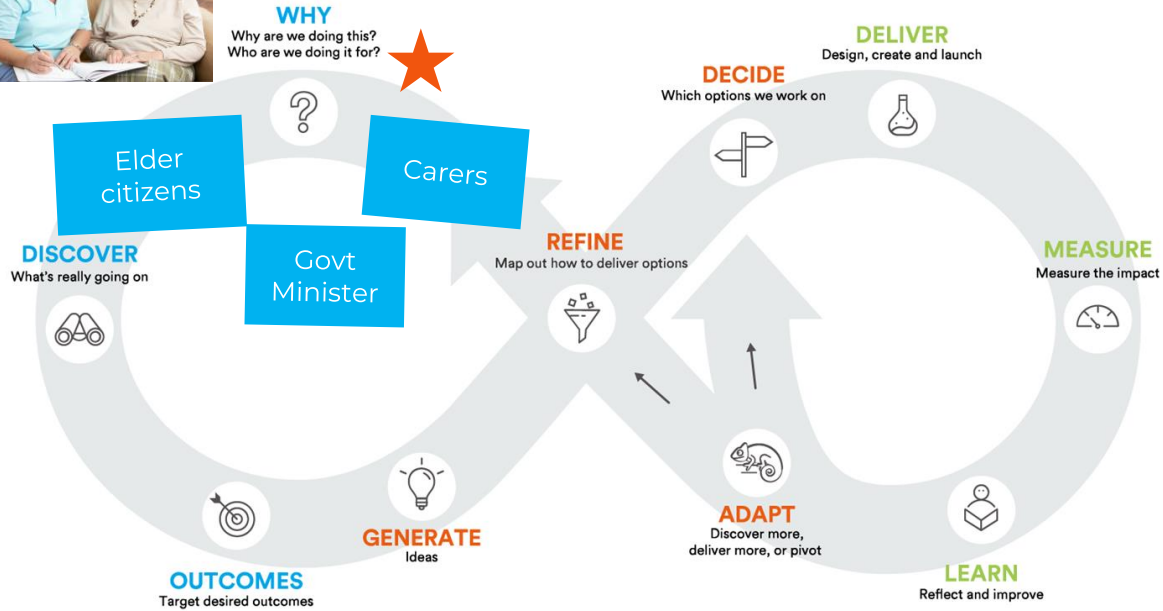 WHY
Why are we doing this?
Who are we doing it for?
Elder
citizens
Carers
Govt
Minister
DISCOVER
What's really going on
OUTCOMES
Target desired outcomes
GENERATE
Ideas
REFINE
Map out how to deliver options
DECIDE
Which options we work on
DELIVER
Design, create and launch
MEASURE
Measure the impact
LEARN
Reflect and improve
ADAPT
Discover more,
deliver more, or pivot